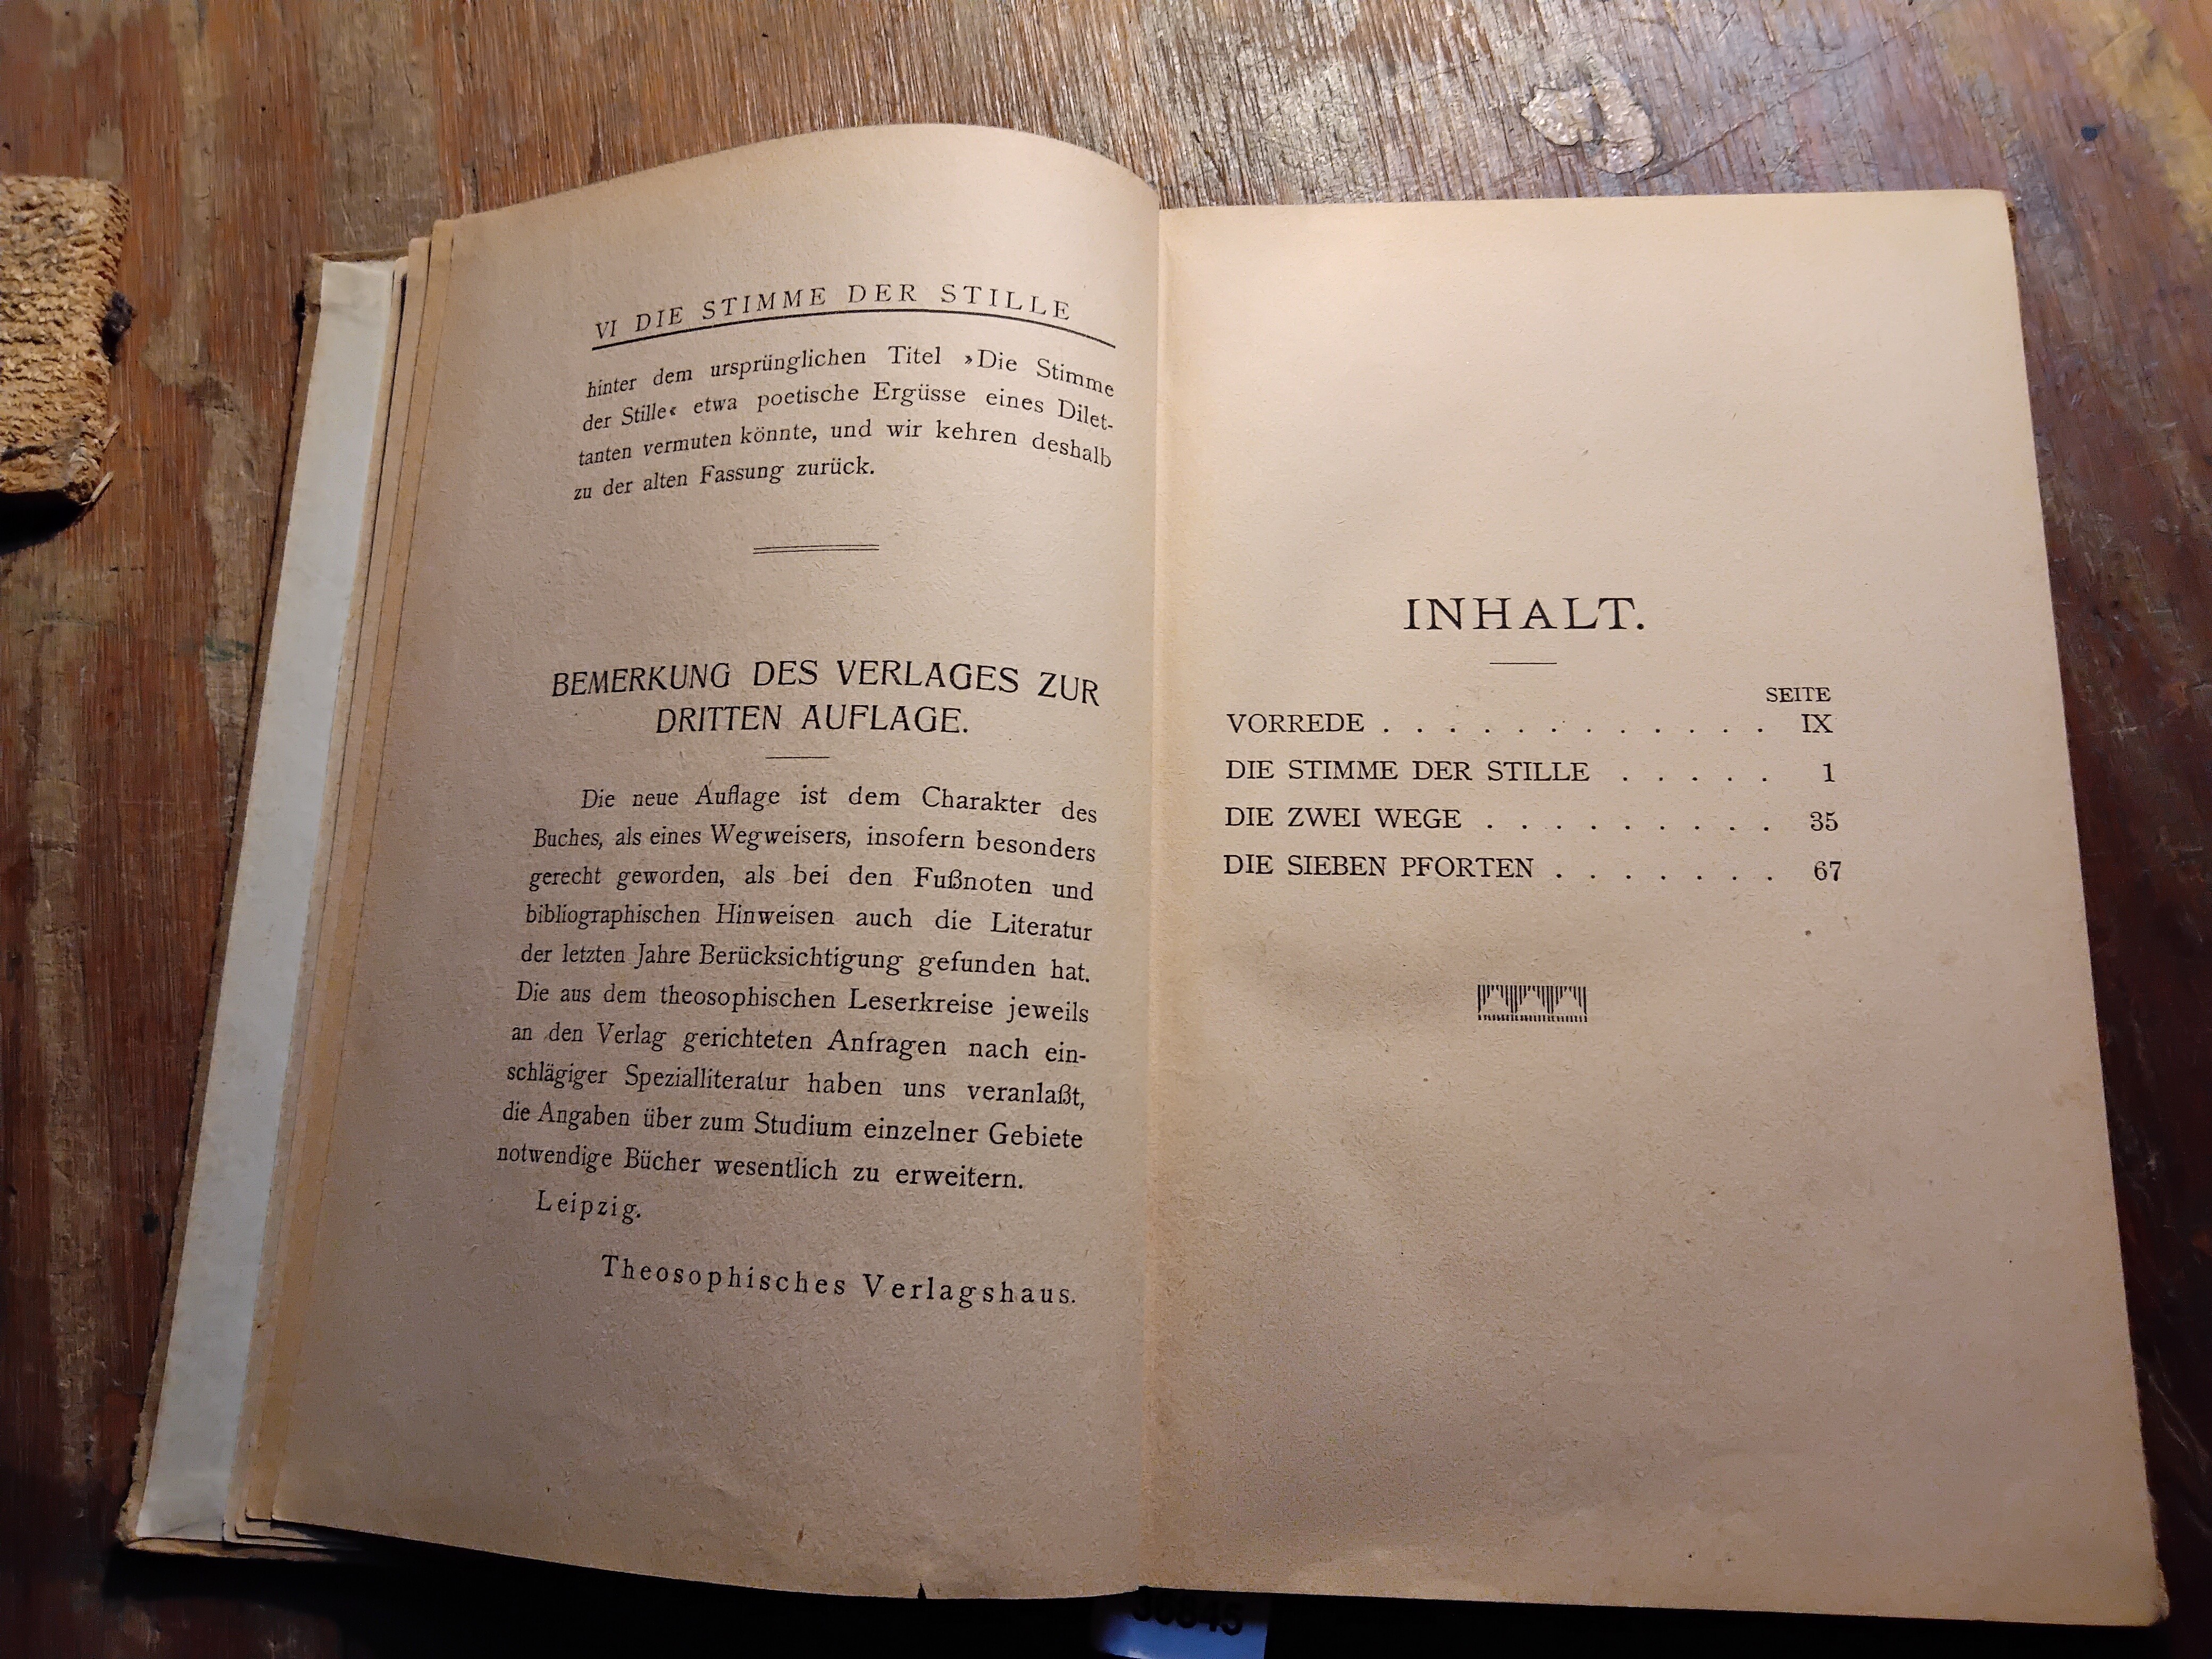 VI DIE STIMME DER STILLE
hinter dem ursprünglichen Titel »Die Stimme
der Stille« etwa poetische Ergüsse eines Dilet-
tanten vermuten könnte, und wir kehren deshalb
zu der alten Fassung zurück.
BEMERKUNG DES VERLAGES ZUR
DRITTEN AUFLAGE.
Die neue Auflage ist dem Charakter des
Buches, als eines Wegweisers, insofern besonders
gerecht geworden, als bei den Fußnoten und
bibliographischen Hinweisen auch die Literatur
der letzten Jahre Berücksichtigung gefunden hat.
Die aus dem theosophischen Leserkreise jeweils
an den Verlag gerichteten Anfragen nach ein-
schlägiger Spezialliteratur haben uns veranlaßt,
die Angaben über zum Studium einzelner Gebiete
notwendige Bücher wesentlich zu erweitern.
Leipzig.
Theosophisches Verlagshaus.
INHALT.
SEITE
VORREDE . . . . . . . . . . . . IX
DIE STIMME DER STILLE . . . . . 1
DIE ZWEI WEGE . . . . . . . . . 35
DIE SIEBEN PFORTEN . . . . . . . 67